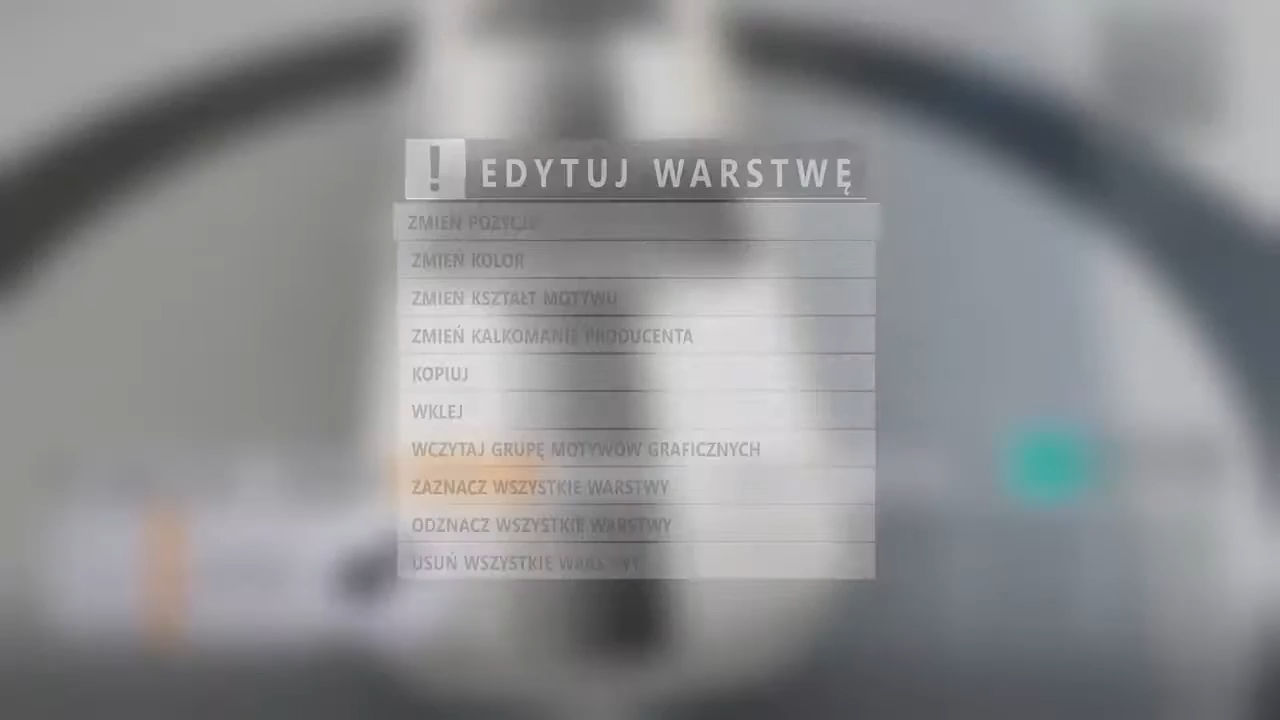 !
EDYTUJ WARSTWĘ
ZMIEŃ POZYCJĘ
ZMIEŃ KOLOR
ZMIEŃ KSZTAŁT MOTYWU
ZMIEŃ KALKOMANIĘ PRODUCENTA
KOPIUJ
WKLEJ
WCZYTAJ GRUPĘ MOTYWÓW GRAFICZNYCH
ZAZNACZ WSZYSTKIE WARSTWY
ODZNACZ WSZYSTKIE WARSTWY
USUŃ WSZYSTKIE WARSTWY